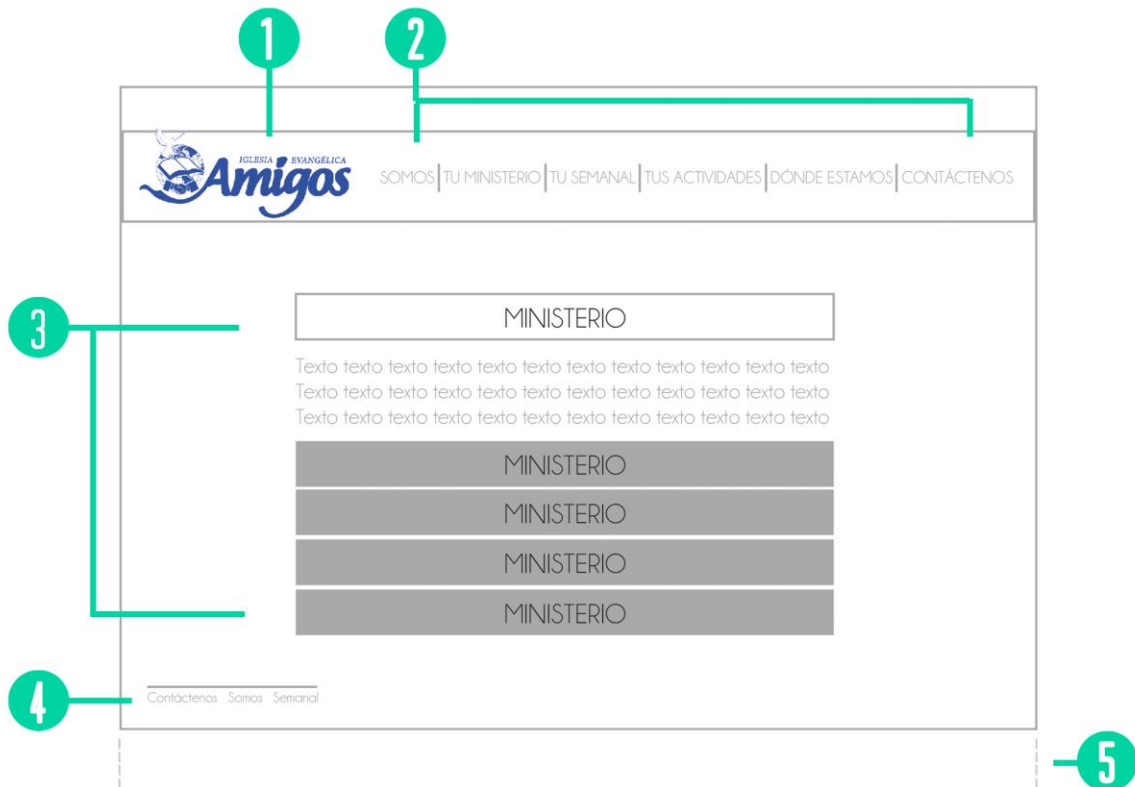 1
2
IGLESIA EVANGÉLICA
Amigos
SOMOS TU MINISTERIO TU SEMANAL TUS ACTIVIDADES DÓNDE ESTAMOS CONTÁCTENOS
3
MINISTERIO
Texto texto texto texto texto texto texto texto texto texto texto texto
Texto texto texto texto texto texto texto texto texto texto texto texto
Texto texto texto texto texto texto texto texto texto texto texto texto
MINISTERIO
MINISTERIO
MINISTERIO
MINISTERIO
4
Contáctenos Somos Semanal
5